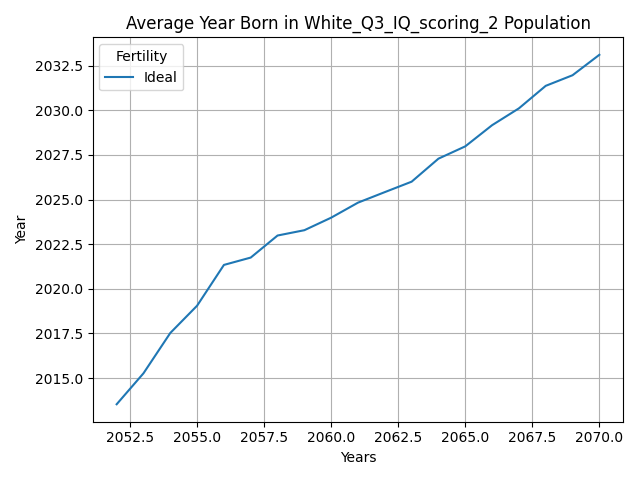 Average Year Born in White_Q3_IQ_scoring_2 Population
Fertility
Ideal
2032.5
2030.0
2027.5
2025.0
2022.5
2020.0
2017.5
2015.0
Year
2052.5 2055.0 2057.5 2060.0 2062.5 2065.0 2067.5 2070.0
Years